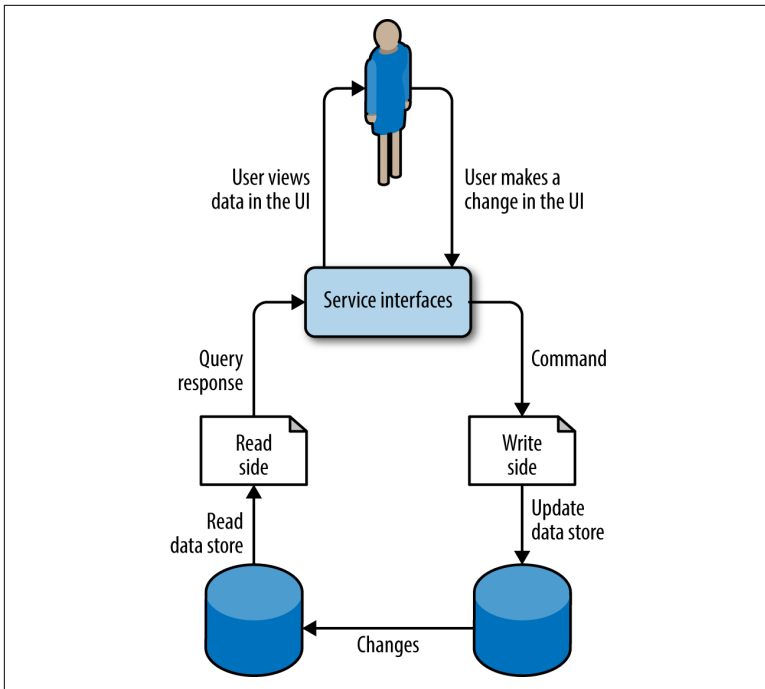 User views
data in the UI
User makes a
change in the UI
Service interfaces
Query
response
Command
Read
side
Write
side
Read
data store
Update
data store
Changes